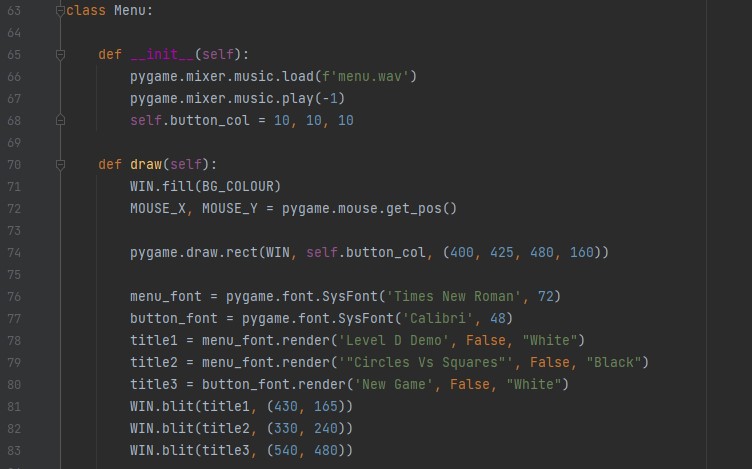 63 class Menu:
64
65 def __init__(self):
66 pygame.mixer.music.load(f'menu.wav')
67 pygame.mixer.music.play(-1)
68 self.button_col = 10, 10, 10
69
70 def draw(self):
71 WIN.fill(BG_COLOUR)
72 MOUSE_X, MOUSE_Y = pygame.mouse.get_pos()
73
74 pygame.draw.rect(WIN, self.button_col, (400, 425, 480, 160))
75
76 menu_font = pygame.font.SysFont('Times New Roman', 72)
77 button_font = pygame.font.SysFont('Calibri', 48)
78 title1 = menu_font.render('Level D Demo', False, "White")
79 title2 = menu_font.render('"Circles Vs Squares"', False, "Black")
80 title3 = button_font.render('New Game', False, "White")
81 WIN.blit(title1, (430, 165))
82 WIN.blit(title2, (330, 240))
83 WIN.blit(title3, (540, 480))